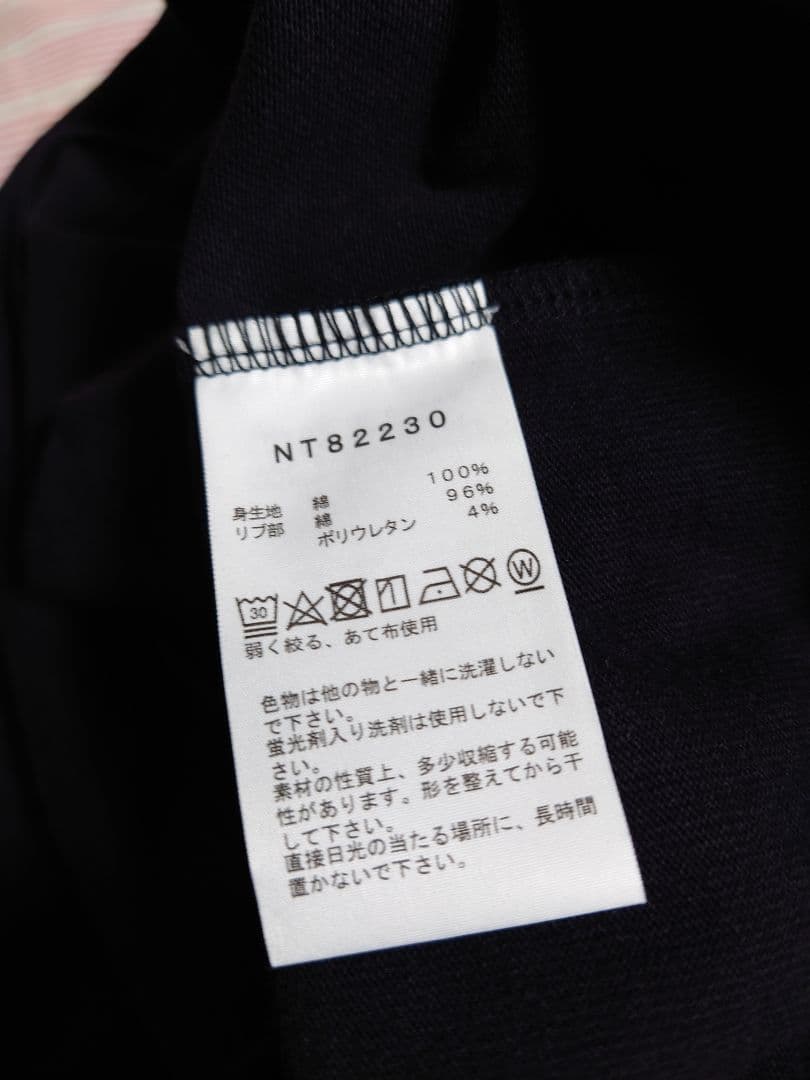 NT82230
身生地 綿 100%
リブ部 綿 96%
ポリウレタン 4%
30 W
弱く絞る、あて布使用
色物は他の物と一緒に洗濯しない
で下さい。
蛍光剤入り洗剤は使用しないで下
さい。
素材の性質上、多少収縮する可能
性があります。形を整えてから干
して下さい。
直接日光の当たる場所に、長時間
置かないで下さい。